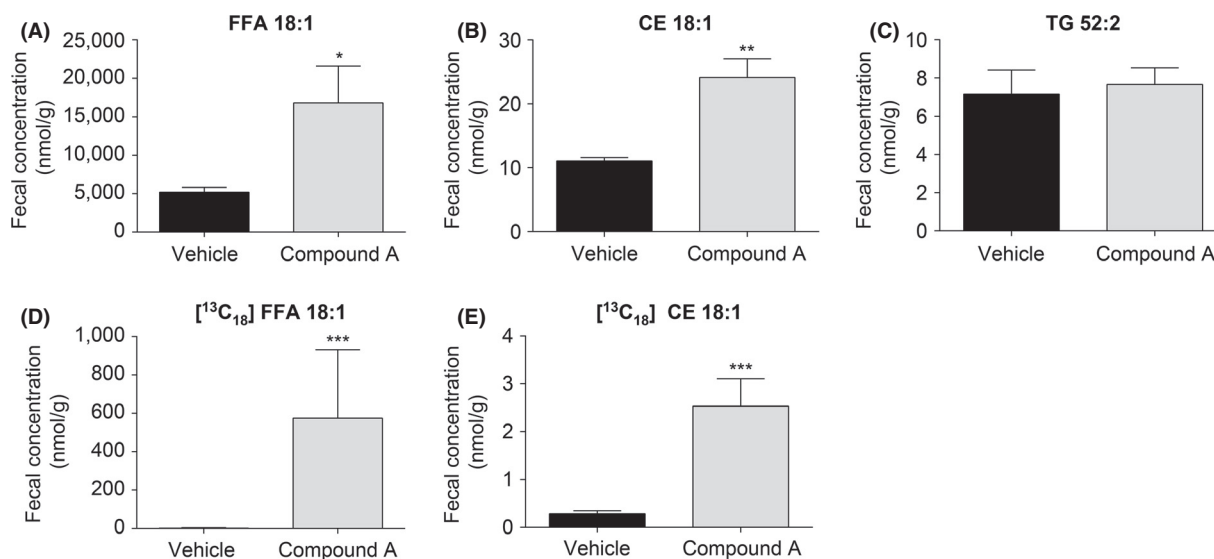 (A)
FFA 18:1
Fecal concentration
(nmol/g)
25,000
20,000
15,000
10,000
5,000
0
*
Vehicle
Compound A
(B)
CE 18:1
Fecal concentration
(nmol/g)
30
20
10
0
**
Vehicle
Compound A
(C)
TG 52:2
Fecal concentration
(nmol/g)
10
8
6
4
2
0
Vehicle
Compound A
(D)
[¹³C₁₈] FFA 18:1
Fecal concentration
(nmol/g)
1,000
800
600
400
200
0
***
Vehicle
Compound A
(E)
[¹³C₁₈] CE 18:1
Fecal concentration
(nmol/g)
4
3
2
1
0
***
Vehicle
Compound A